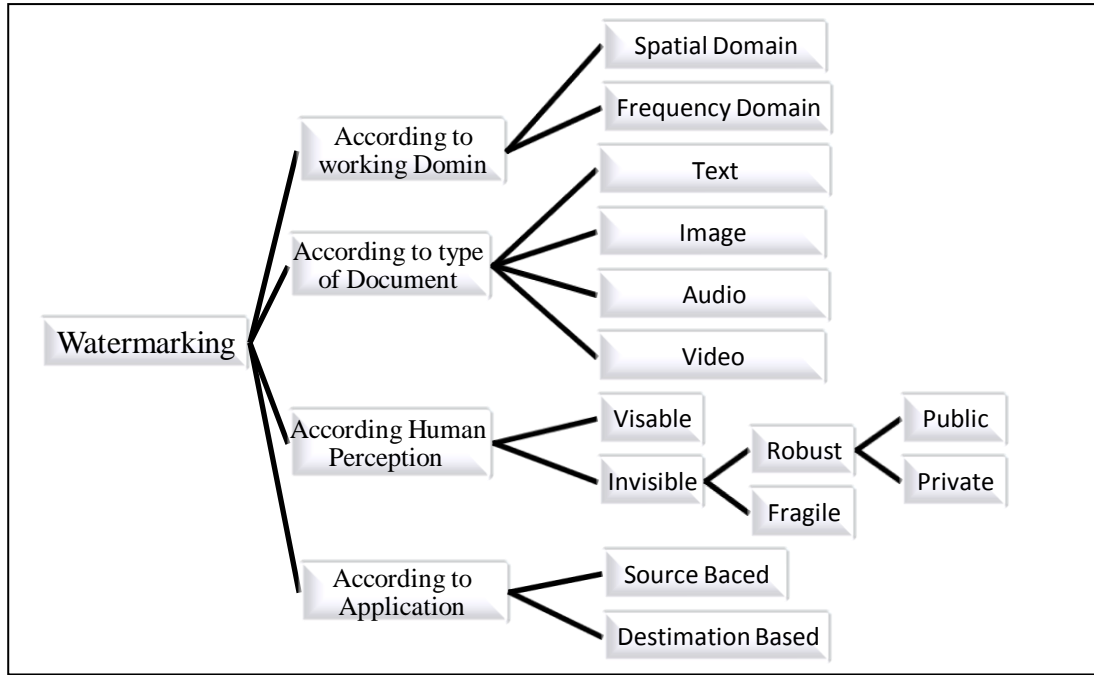 Watermarking
According to
working Domin
Spatial Domain
Frequency Domain
According to type
of Document
Text
Image
Audio
Video
According Human
Perception
Visable
Invisible
Robust
Public
Private
Fragile
According to
Application
Source Baced
Destimation Based